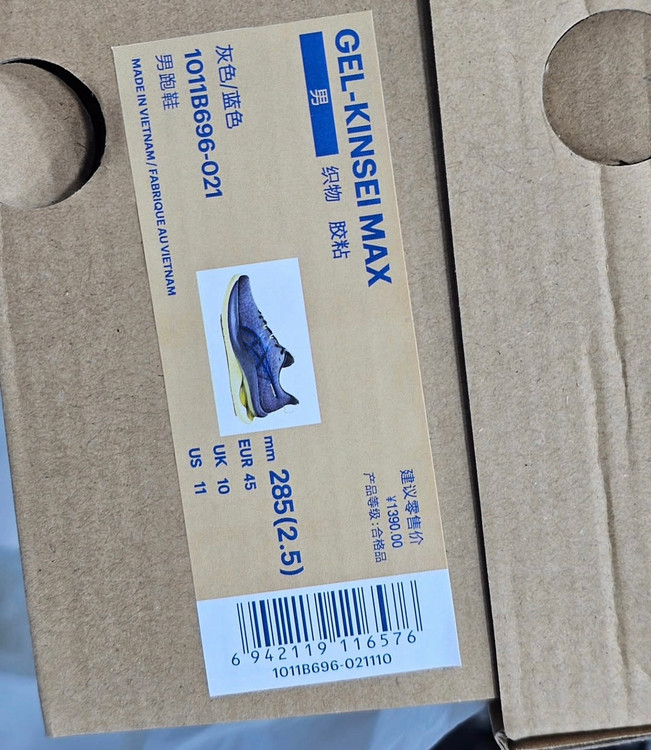 GEL-KINSEI MAX
男
织物 胶粘
灰色/蓝色
1011B696-021
男跑鞋
MADE IN VIETNAM / FABRIQUE AU VIETNAM
建议零售价
¥1390.00
产品等级:合格品
mm 285(2.5)
EUR 45
UK 10
US 11
6 942119 116576
1011B696-021110